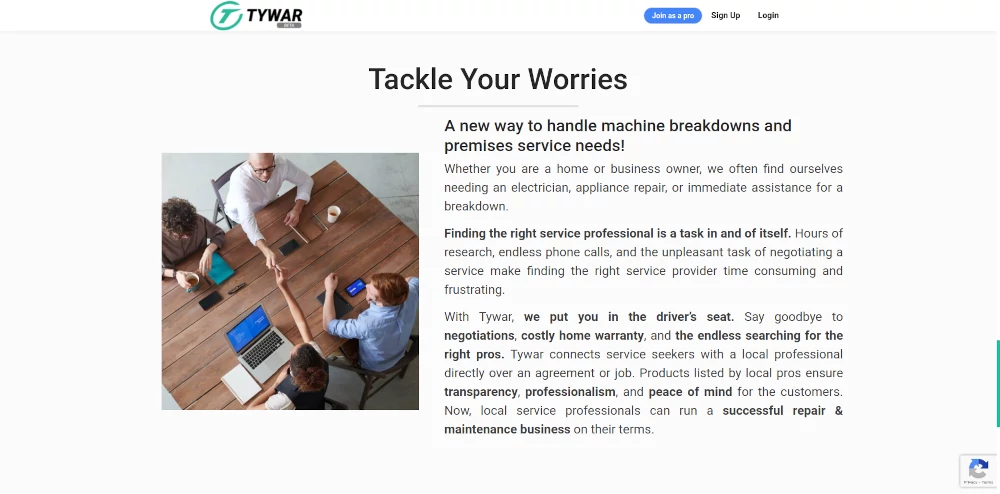 TYWAR
BETA
Join as a pro
Sign Up
Login
Tackle Your Worries
A new way to handle machine breakdowns and
premises service needs!
Whether you are a home or business owner, we often find ourselves
needing an electrician, appliance repair, or immediate assistance for a
breakdown.
Finding the right service professional is a task in and of itself. Hours of
research, endless phone calls, and the unpleasant task of negotiating a
service make finding the right service provider time consuming and
frustrating.
With Tywar, we put you in the driver’s seat. Say goodbye to
negotiations, costly home warranty, and the endless searching for the
right pros. Tywar connects service seekers with a local professional
directly over an agreement or job. Products listed by local pros ensure
transparency, professionalism, and peace of mind for the customers.
Now, local service professionals can run a successful repair &
maintenance business on their terms.
Privacy - Terms